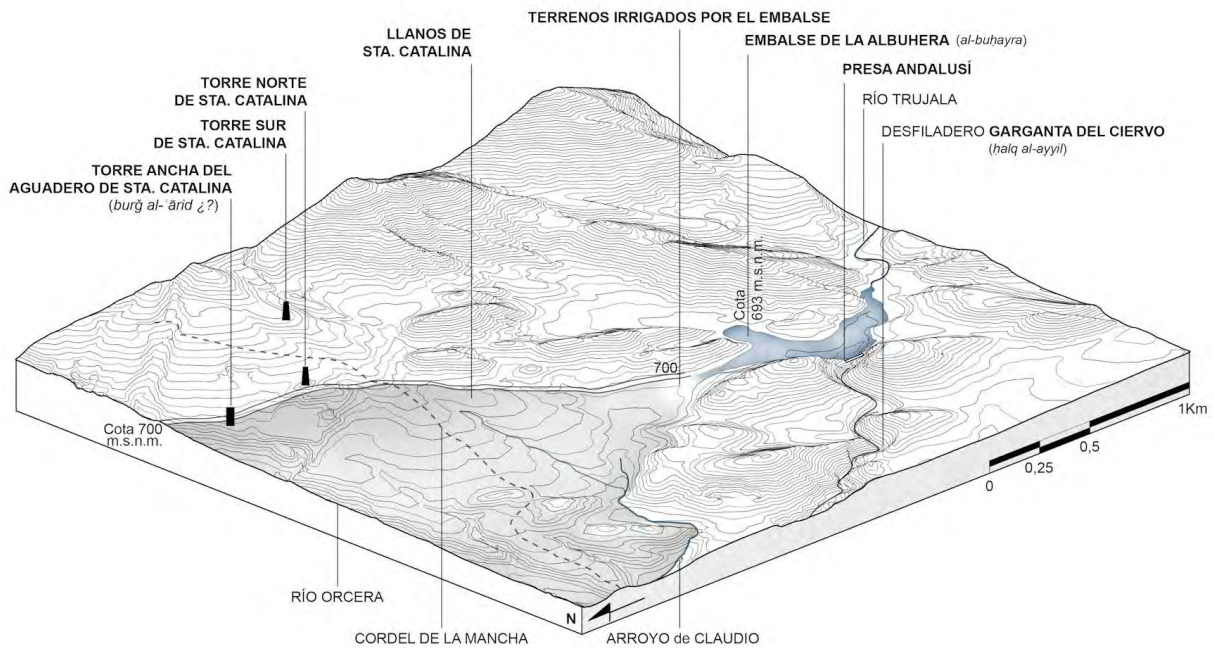 TERRENOS IRRIGADOS POR EL EMBALSE
LLANOS DE
STA. CATALINA
EMBALSE DE LA ALBUHERA (al-buḥayra)
PRESA ANDALUSÍ
TORRE NORTE
DE STA. CATALINA
RÍO TRUJALA
TORRE SUR
DE STA. CATALINA
DESFILADERO GARGANTA DEL CIERVO
(ḥalq al-ayyil)
TORRE ANCHA DEL
AGUADERO DE STA. CATALINA
(burǧ al-ʿāriḍ ¿?)
Cota
693 m.s.n.m.
700
Cota 700
m.s.n.m.
1Km
0,5
0,25
0
RÍO ORCERA
N
CORDEL DE LA MANCHA
ARROYO de CLAUDIO